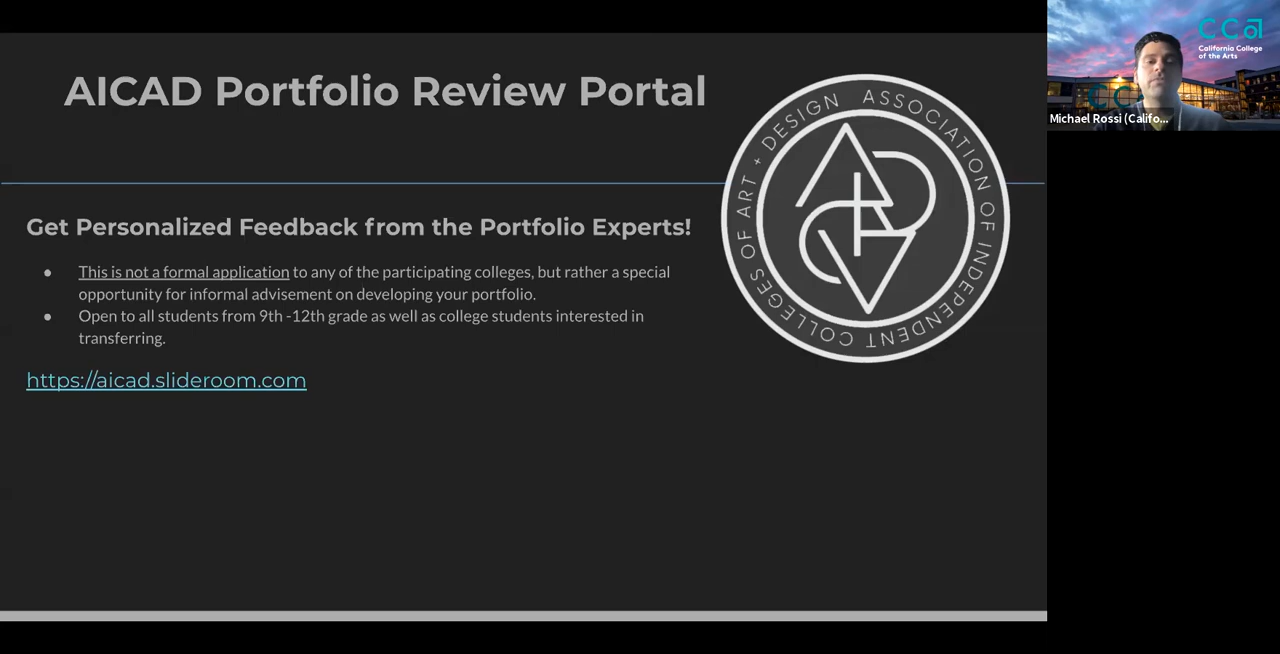 AICAD Portfolio Review Portal
Get Personalized Feedback from the Portfolio Experts!
● This is not a formal application to any of the participating colleges, but rather a special
opportunity for informal advisement on developing your portfolio.
● Open to all students from 9th -12th grade as well as college students interested in
transferring.
https://aicad.slideroom.com
ASSOCIATION OF INDEPENDENT COLLEGES OF ART + DESIGN
CCA
California College
of the Arts
CC
Michael Rossi (Califo...